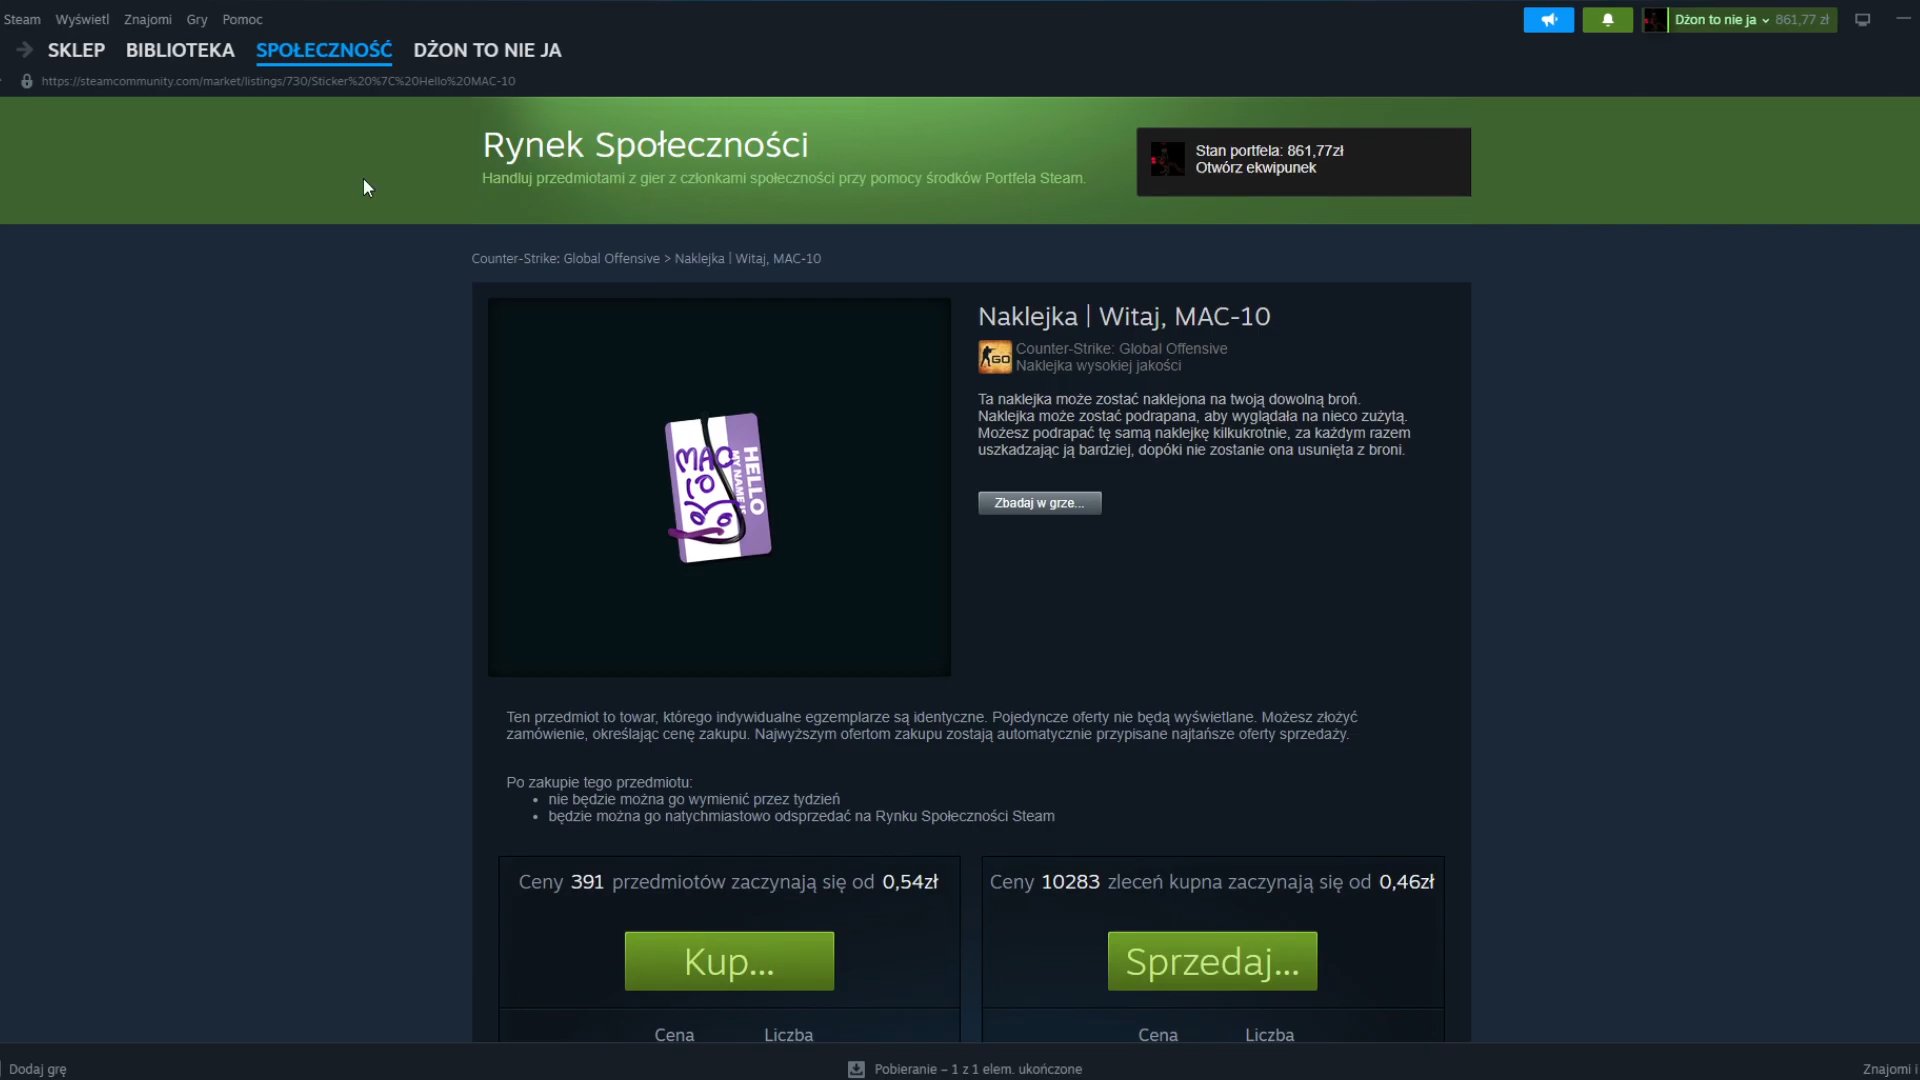 Steam Wyświetl Znajomi Gry Pomoc
Dżon to nie ja 861,77 zł
SKLEP BIBLIOTEKA SPOŁECZNOŚĆ DŻON TO NIE JA
https://steamcommunity.com/market/listings/730/Sticker%20%7C%20Hello%20MAC-10
Rynek Społeczności
Handluj przedmiotami z gier z członkami społeczności przy pomocy środków Portfela Steam.
Stan portfela: 861,77zł
Otwórz ekwipunek
Counter-Strike: Global Offensive > Naklejka | Witaj, MAC-10
Naklejka | Witaj, MAC-10
GO
Counter-Strike: Global Offensive
Naklejka wysokiej jakości
Ta naklejka może zostać naklejona na twoją dowolną broń.
Naklejka może zostać podrapana, aby wyglądała na nieco zużytą.
Możesz podrapać tę samą naklejkę kilkukrotnie, za każdym razem
uszkadzając ją bardziej, dopóki nie zostanie ona usunięta z broni.
Zbadaj w grze...
HELLO
MY NAME IS
MAC
10
Ten przedmiot to towar, którego indywidualne egzemplarze są identyczne. Pojedyncze oferty nie będą wyświetlane. Możesz złożyć
zamówienie, określając cenę zakupu. Najwyższym ofertom zakupu zostają automatycznie przypisane najtańsze oferty sprzedaży.
Po zakupie tego przedmiotu:
• nie będzie można go wymienić przez tydzień
• będzie można go natychmiastowo odsprzedać na Rynku Społeczności Steam
Ceny 391 przedmiotów zaczynają się od 0,54zł
Kup...
Cena Liczba
Ceny 10283 zleceń kupna zaczynają się od 0,46zł
Sprzedaj...
Cena Liczba
Dodaj grę
Pobieranie – 1 z 1 elem. ukończone
Znajomi i